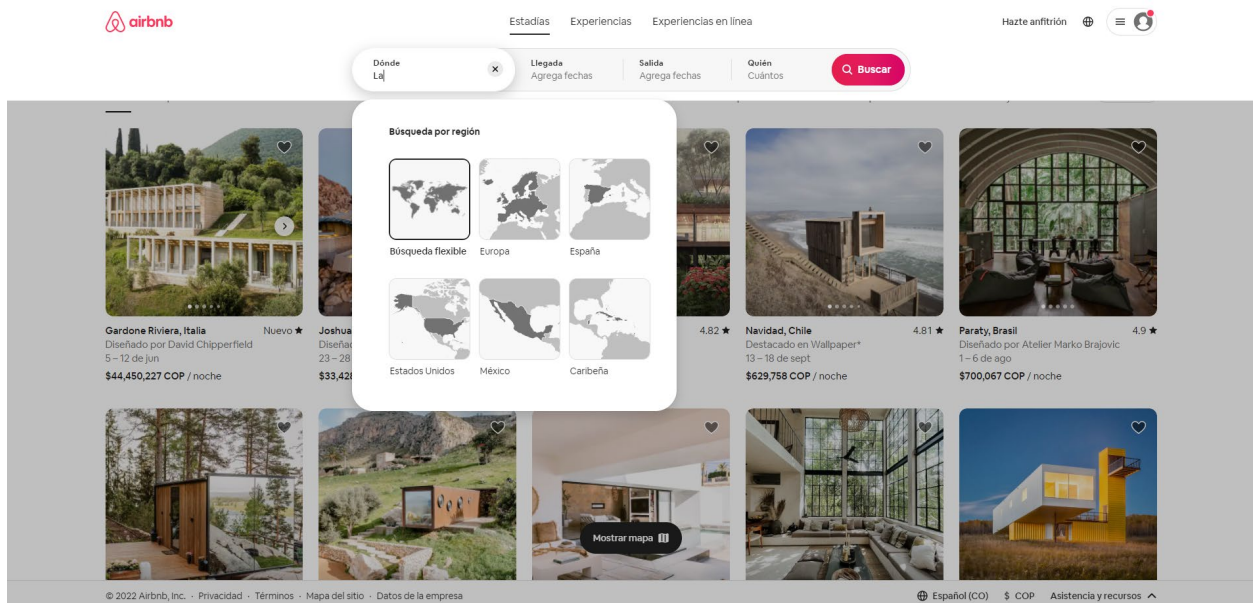 airbnb
Estadías Experiencias Experiencias en línea
Hazte anfitrión
Dónde
La
Llegada
Agrega fechas
Salida
Agrega fechas
Quién
Cuántos
Buscar
Búsqueda por región
Búsqueda flexible Europa España
Estados Unidos México Caribeña
Gardone Riviera, Italia Nuevo ★
Diseñado por David Chipperfield
5 – 12 de jun
$44,450,227 COP / noche
Joshua
Diseñad
23 – 28
$33,428
4.82 ★
Navidad, Chile 4.81 ★
Destacado en Wallpaper*
13 – 18 de sept
$629,758 COP / noche
Paraty, Brasil 4.9 ★
Diseñado por Atelier Marko Brajovic
1 – 6 de ago
$700,067 COP / noche
Mostrar mapa
© 2022 Airbnb, Inc. · Privacidad · Términos · Mapa del sitio · Datos de la empresa
Español (CO) $ COP Asistencia y recursos